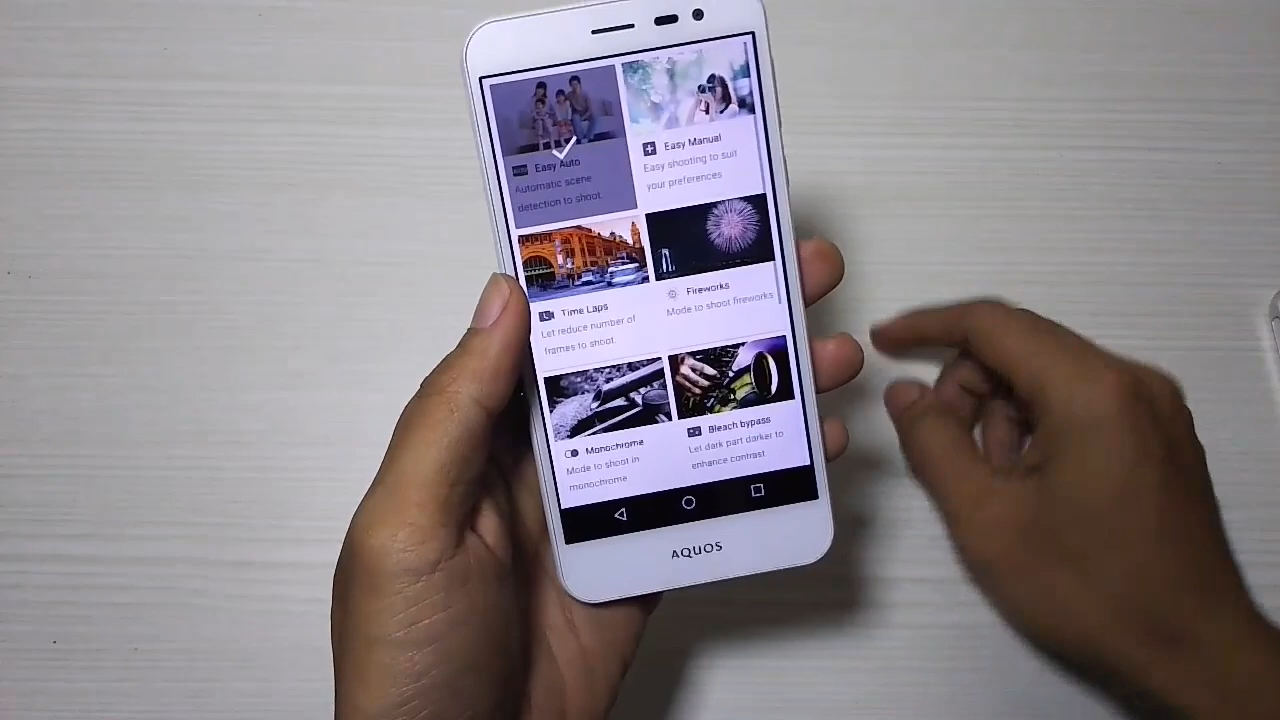 Easy Auto
Automatic scene
detection to shoot.
Easy Manual
Easy shooting to suit
your preferences
Time Laps
Let reduce number of
frames to shoot.
Fireworks
Mode to shoot fireworks
Monochrome
Mode to shoot in
monochrome
Bleach bypass
Let dark part darker to
enhance contrast.
AQUOS